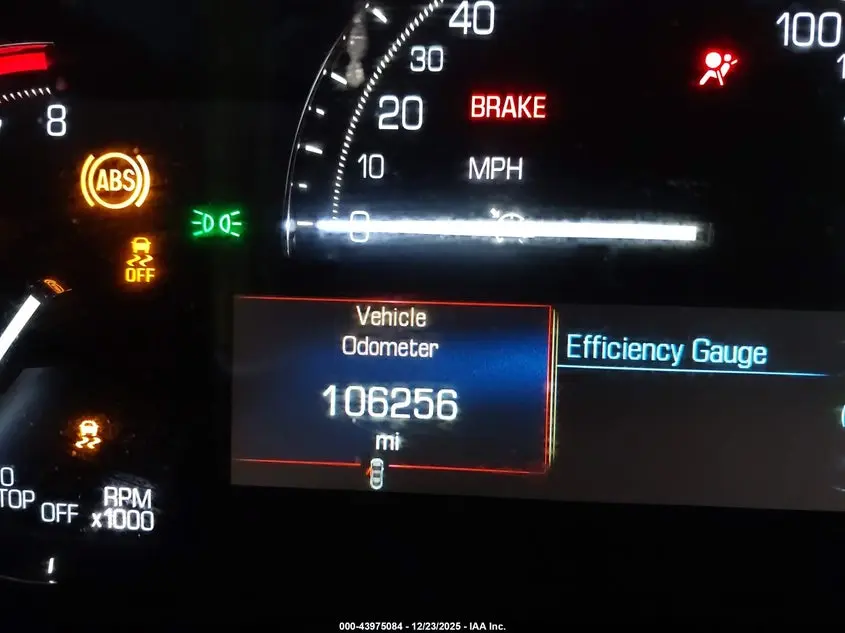 40
100
30
BRAKE
20
8
10
MPH
ABS
0
OFF
Vehicle
Odometer
Efficiency Gauge
106256
mi
TOP OFF
RPM
x1000
000-43975084 - 12/23/2025 - IAA Inc.